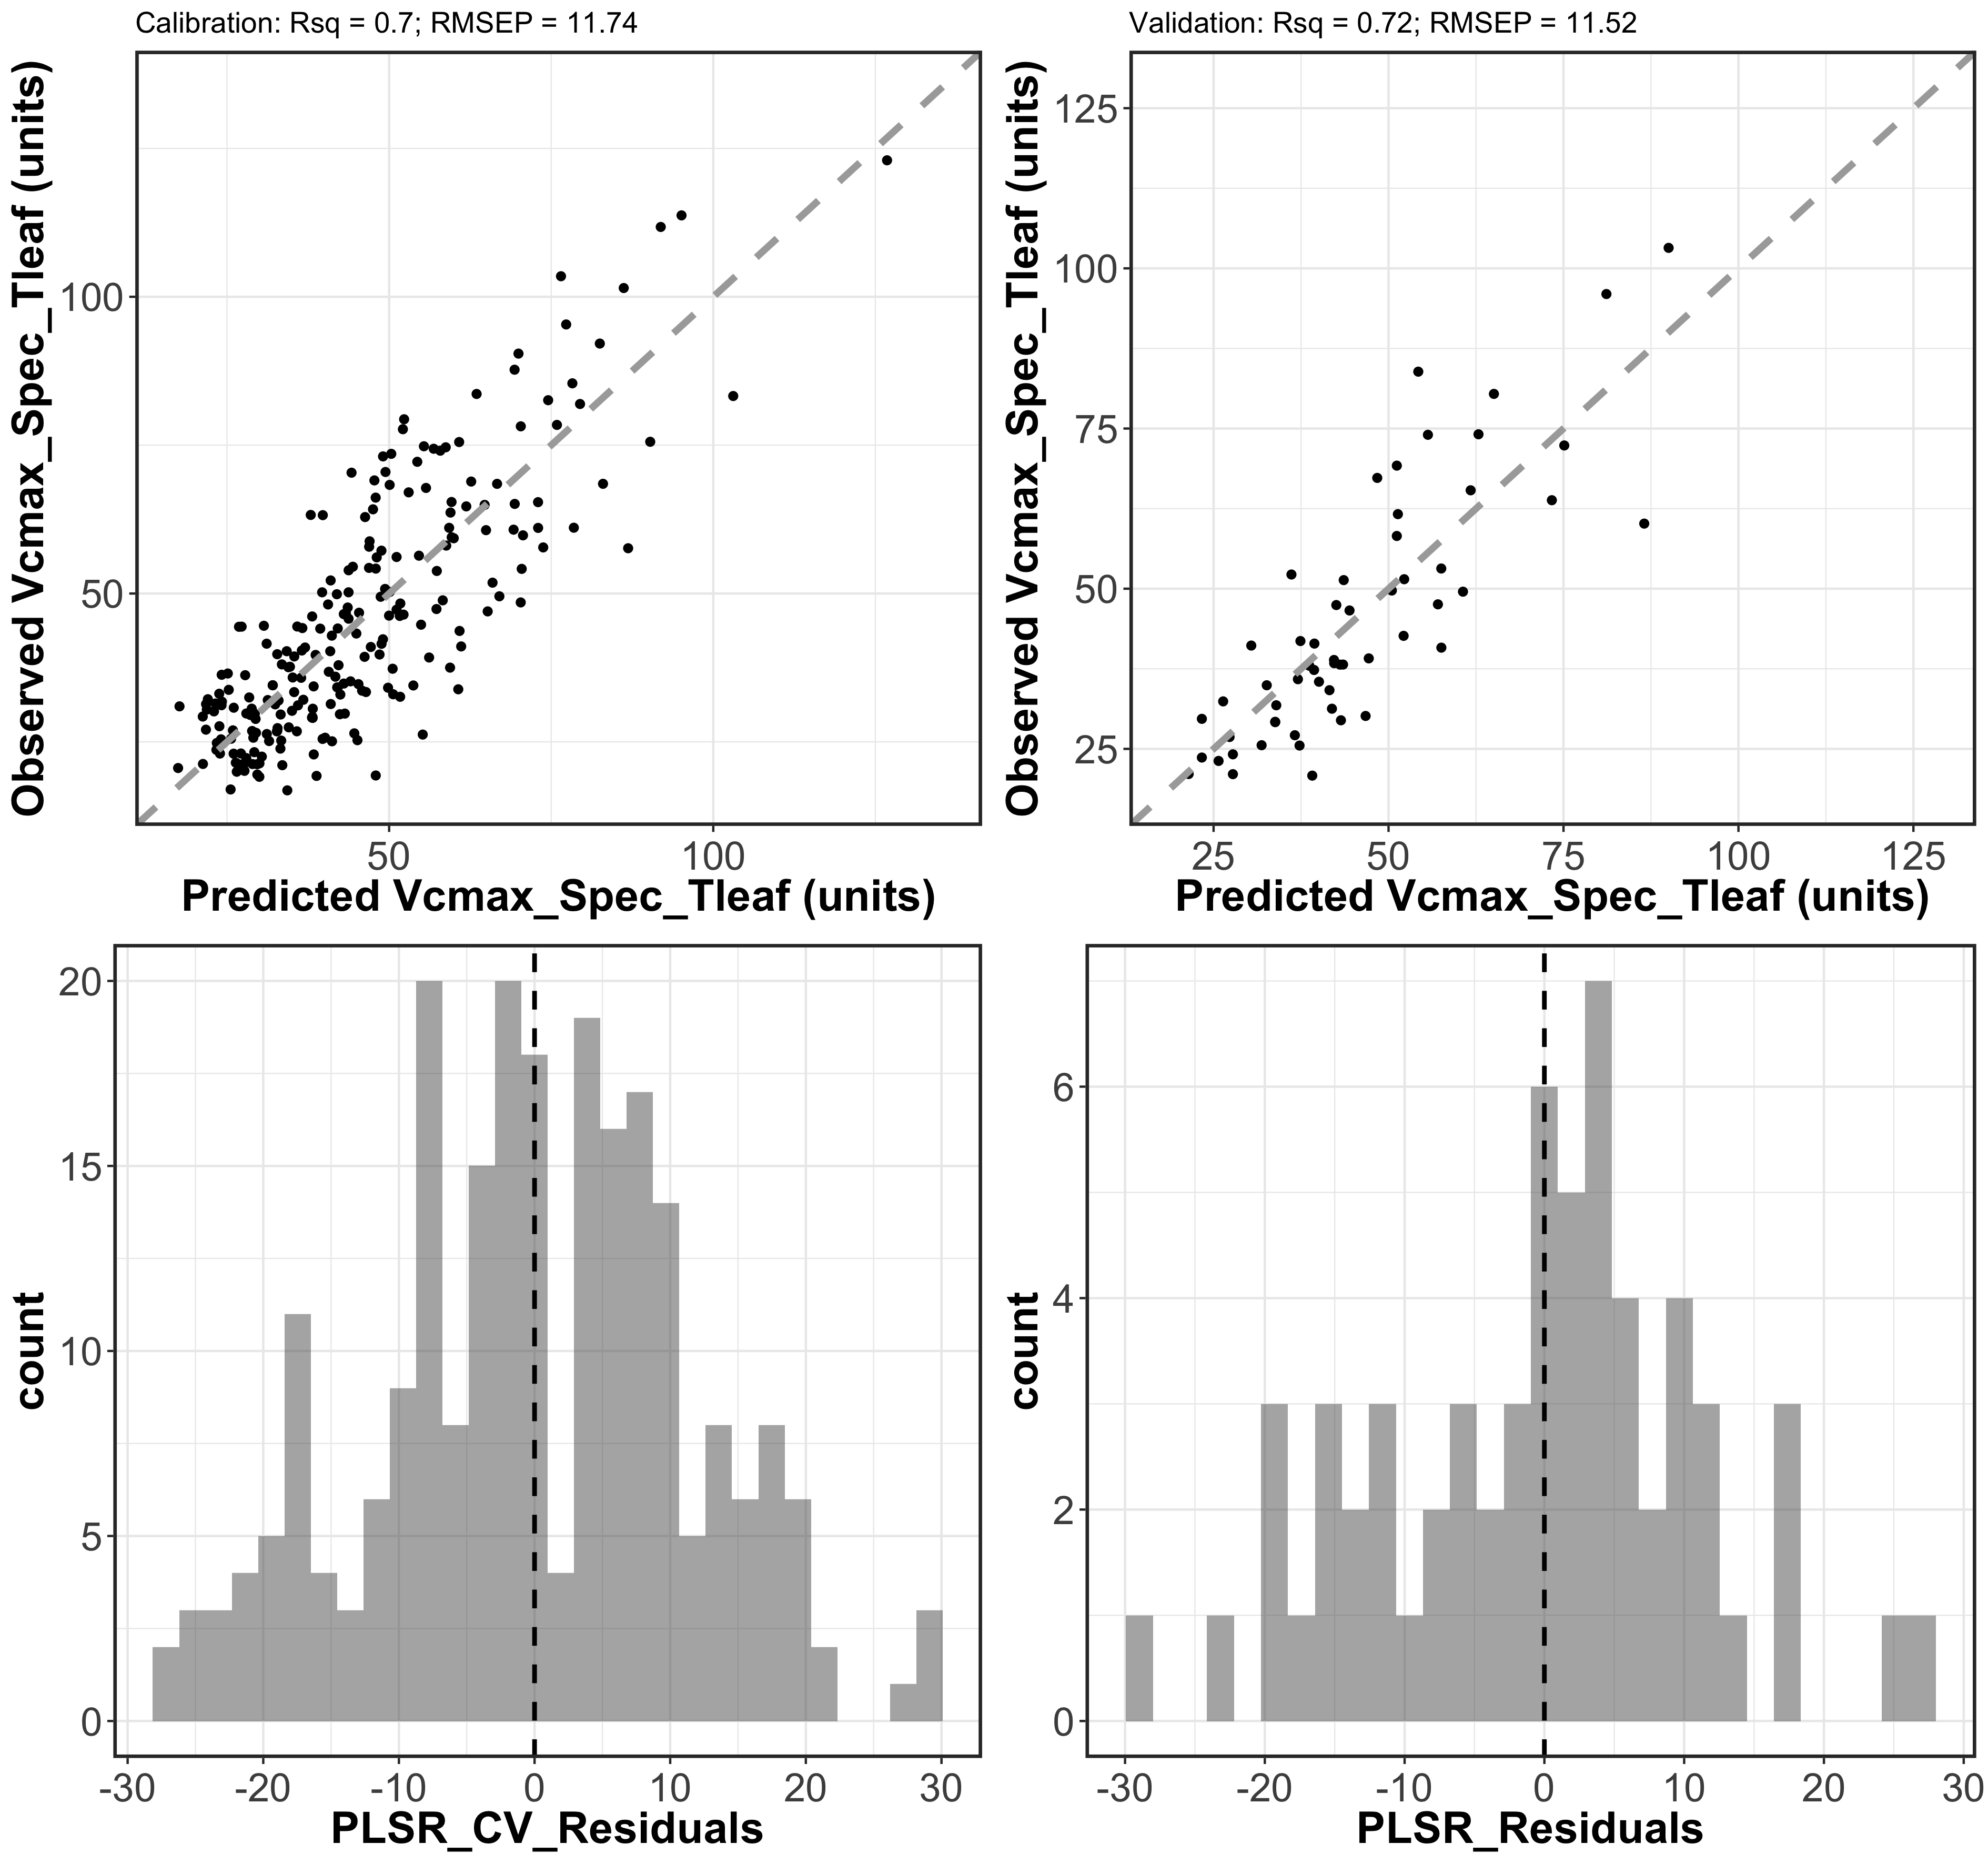 Calibration: Rsq = 0.7; RMSEP = 11.74
Observed Vcmax_Spec_Tleaf (units)
100
50
50 100
Predicted Vcmax_Spec_Tleaf (units)
Validation: Rsq = 0.72; RMSEP = 11.52
Observed Vcmax_Spec_Tleaf (units)
125
100
75
50
25
25 50 75 100 125
Predicted Vcmax_Spec_Tleaf (units)
count
20
15
10
5
0
-30 -20 -10 0 10 20 30
PLSR_CV_Residuals
count
6
4
2
0
-30 -20 -10 0 10 20 30
PLSR_Residuals